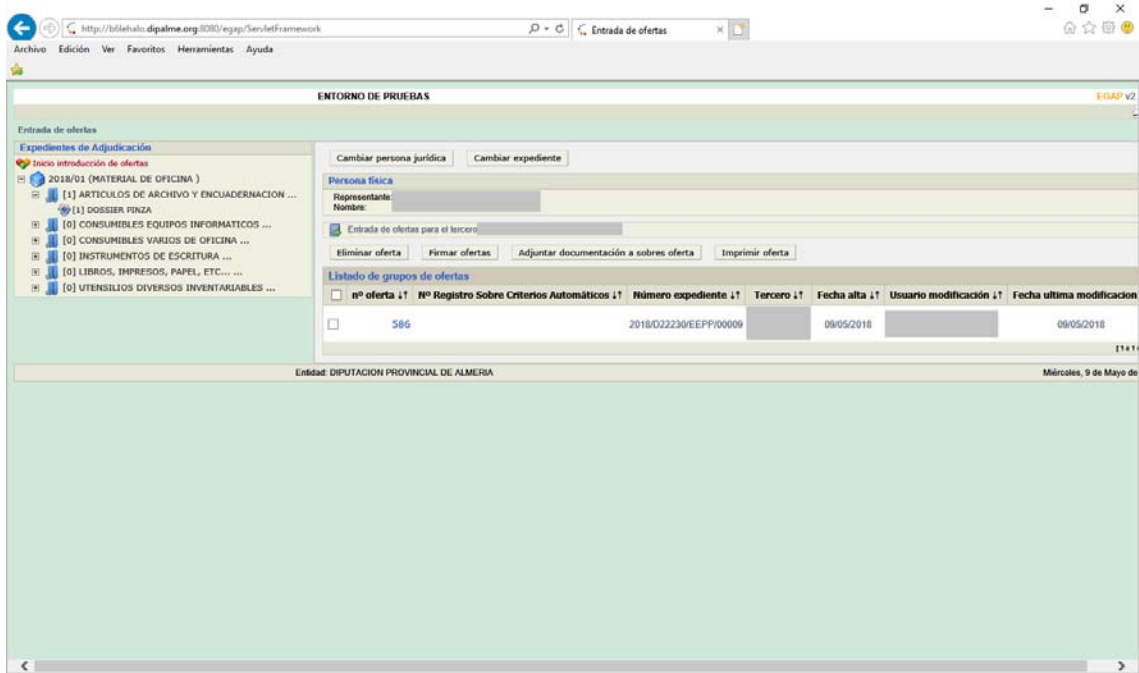 http://b6lehalo.dipalme.org:8080/egap/ServletFramework
Entrada de ofertas
Archivo Edición Ver Favoritos Herramientas Ayuda
ENTORNO DE PRUEBAS
EGAP v2
Entrada de ofertas
Expedientes de Adjudicación
Inicio introducción de ofertas
2018/01 (MATERIAL DE OFICINA )
[1] ARTICULOS DE ARCHIVO Y ENCUADERNACION ...
[1] DOSSIER PINZA
[0] CONSUMIBLES EQUIPOS INFORMATICOS ...
[0] CONSUMIBLES VARIOS DE OFICINA ...
[0] INSTRUMENTOS DE ESCRITURA ...
[0] LIBROS, IMPRESOS, PAPEL, ETC... ...
[0] UTENSILIOS DIVERSOS INVENTARIABLES ...
Cambiar persona jurídica Cambiar expediente
Persona física
Representante:
Nombre:
Entrada de ofertas para el tercero
Eliminar oferta Firmar ofertas Adjuntar documentación a sobres oferta Imprimir oferta
Listado de grupos de ofertas
nº oferta ↓↑ Nº Registro Sobre Criterios Automáticos ↓↑ Número expediente ↓↑ Tercero ↓↑ Fecha alta ↓↑ Usuario modificación ↓↑ Fecha ultima modificacion
586 2018/D22230/EEPP/00009 09/05/2018 09/05/2018
Entidad: DIPUTACION PROVINCIAL DE ALMERIA
Miércoles, 9 de Mayo de